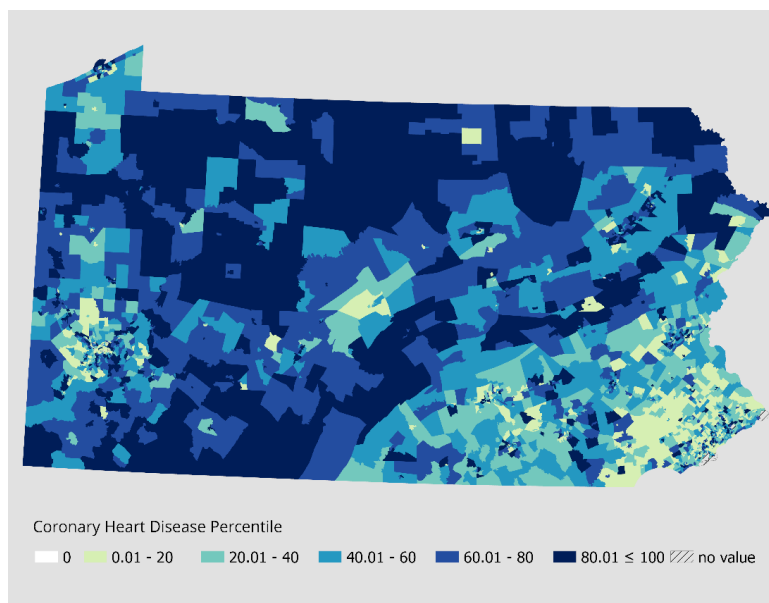 Coronary Heart Disease Percentile
0 0.01 - 20 20.01 - 40 40.01 - 60 60.01 - 80 80.01 ≤ 100 no value